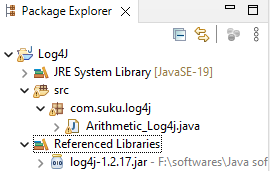 Package Explorer
Log4J
JRE System Library [JavaSE-19]
src
com.suku.log4j
Arithmetic_Log4j.java
Referenced Libraries
log4j-1.2.17.jar - F:\softwares\Java sof